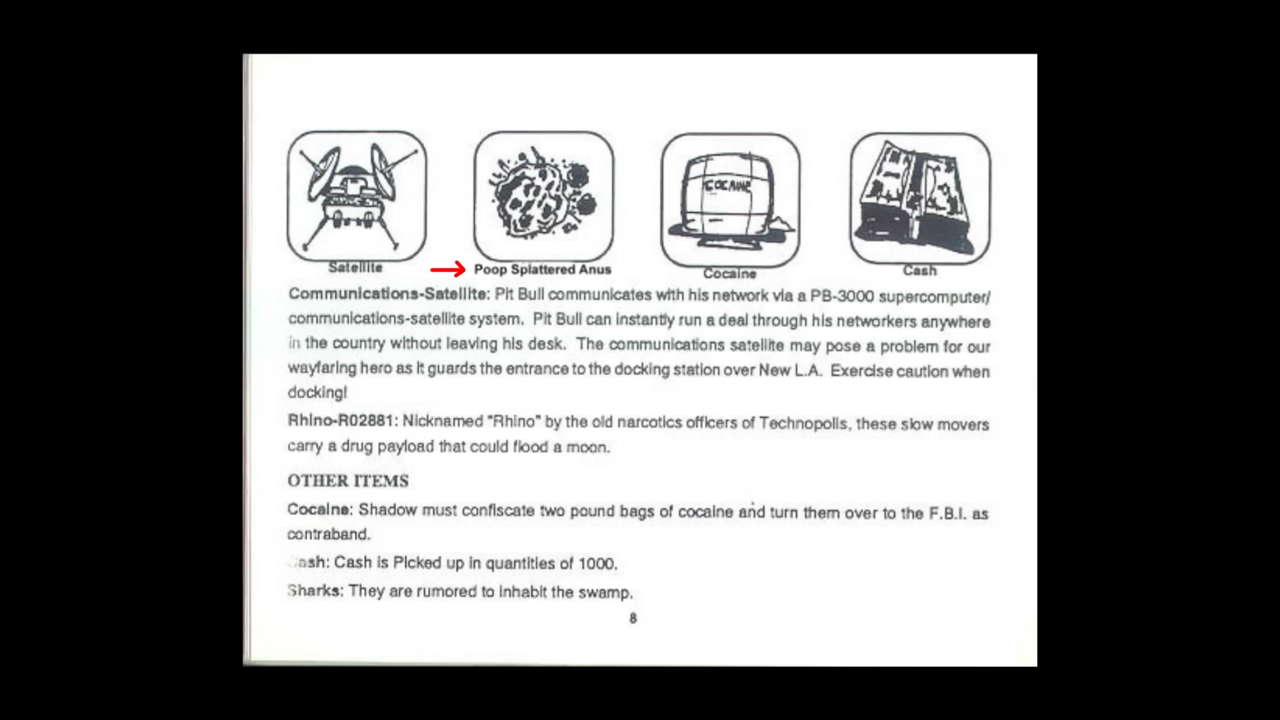 COCAINE
Satellite
Poop Splattered Anus
Cocaine
Cash
Communications-Satellite: Pit Bull communicates with his network via a PB-3000 supercomputer/
communications-satellite system. Pit Bull can instantly run a deal through his networkers anywhere
in the country without leaving his desk. The communications satellite may pose a problem for our
wayfaring hero as it guards the entrance to the docking station over New L.A. Exercise caution when
docking!
Rhino-R02881: Nicknamed "Rhino" by the old narcotics officers of Technopolis, these slow movers
carry a drug payload that could flood a moon.
OTHER ITEMS
Cocaine: Shadow must confiscate two pound bags of cocaine and turn them over to the F.B.I. as
contraband.
Cash: Cash is Picked up in quantities of 1000.
Sharks: They are rumored to inhabit the swamp.
8